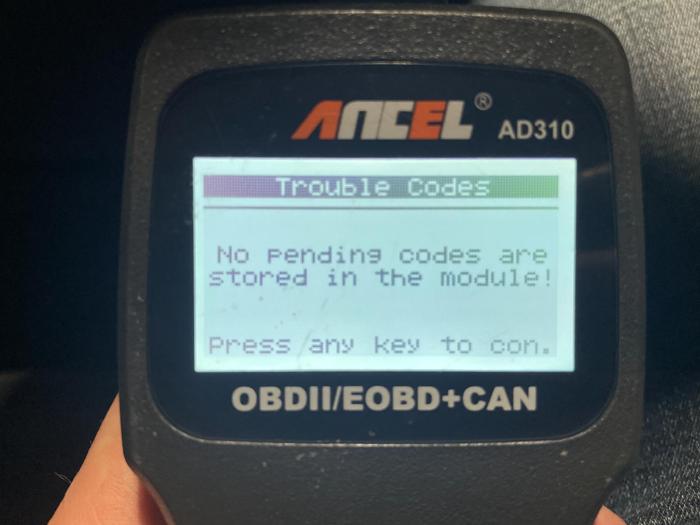 ANCEL® AD310
Trouble Codes
No pending codes are
stored in the module!
Press any key to con.
OBDII/EOBD+CAN